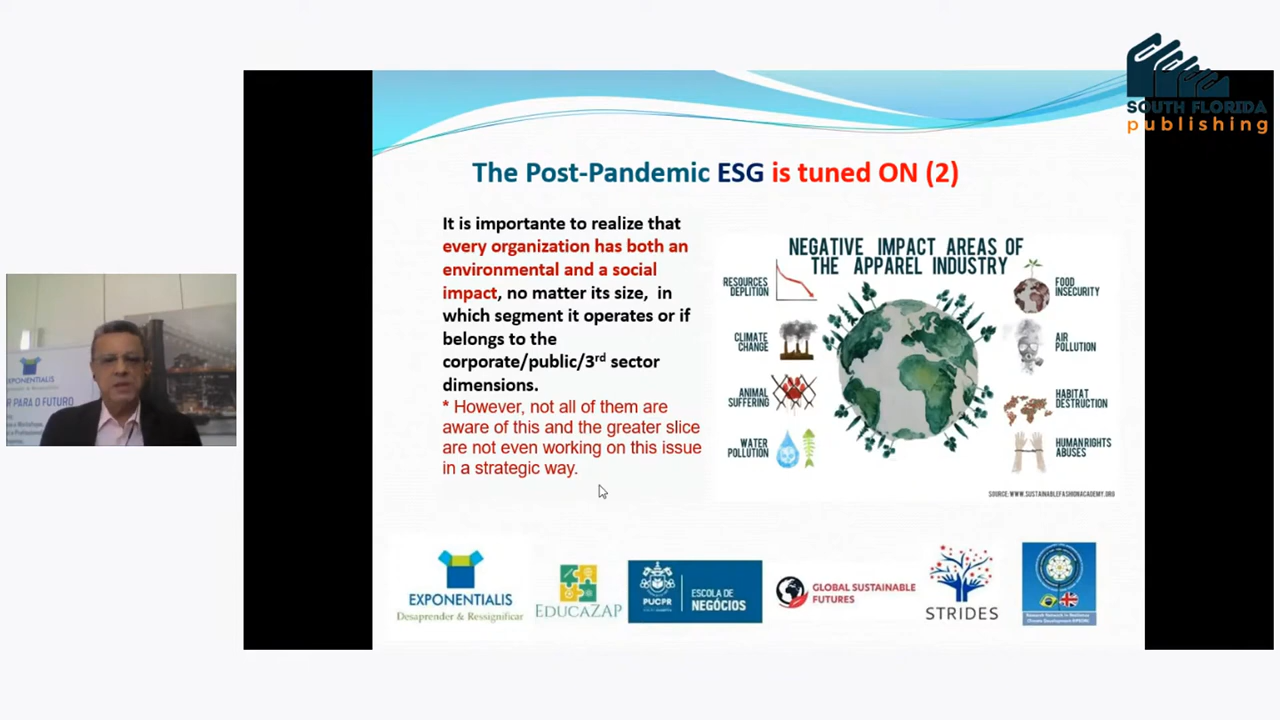 SOUTH FLORIDA
publishing
The Post-Pandemic ESG is tuned ON (2)
It is importante to realize that
every organization has both an
environmental and a social
impact, no matter its size, in
which segment it operates or if
belongs to the
corporate/public/3rd sector
dimensions.
* However, not all of them are
aware of this and the greater slice
are not even working on this issue
in a strategic way.
NEGATIVE IMPACT AREAS OF
THE APPAREL INDUSTRY
RESOURCES
DEPLITION
CLIMATE
CHANGE
ANIMAL
SUFFERING
WATER
POLLUTION
FOOD
INSECURITY
AIR
POLLUTION
HABITAT
DESTRUCTION
HUMAN RIGHTS
ABUSES
SOURCE: WWW.SUSTAINABLEFASHIONACADEMY.ORG
EXPONENTIALIS
R PARA O FUTURO
EXPONENTIALIS
Desaprender & Ressignificar
EDUCAZAP
PUCPR
ESCOLA DE
NEGÓCIOS
GLOBAL SUSTAINABLE
FUTURES
STRIDES